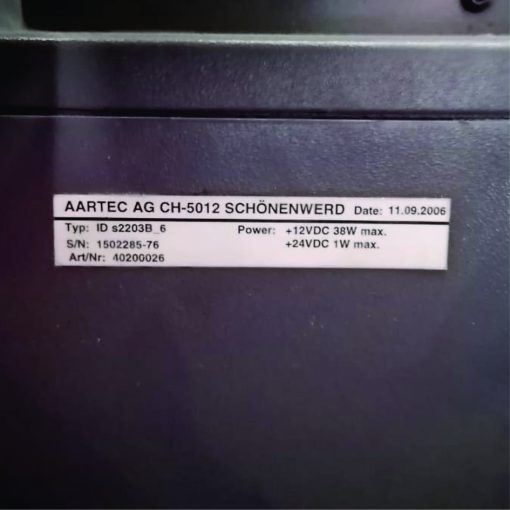 AARTEC AG CH-5012 SCHÖNENWERD Date: 11.09.2006
Typ: ID s2203B_6 Power: +12VDC 38W max.
S/N: 1502285-76 +24VDC 1W max.
Art/Nr: 40200026